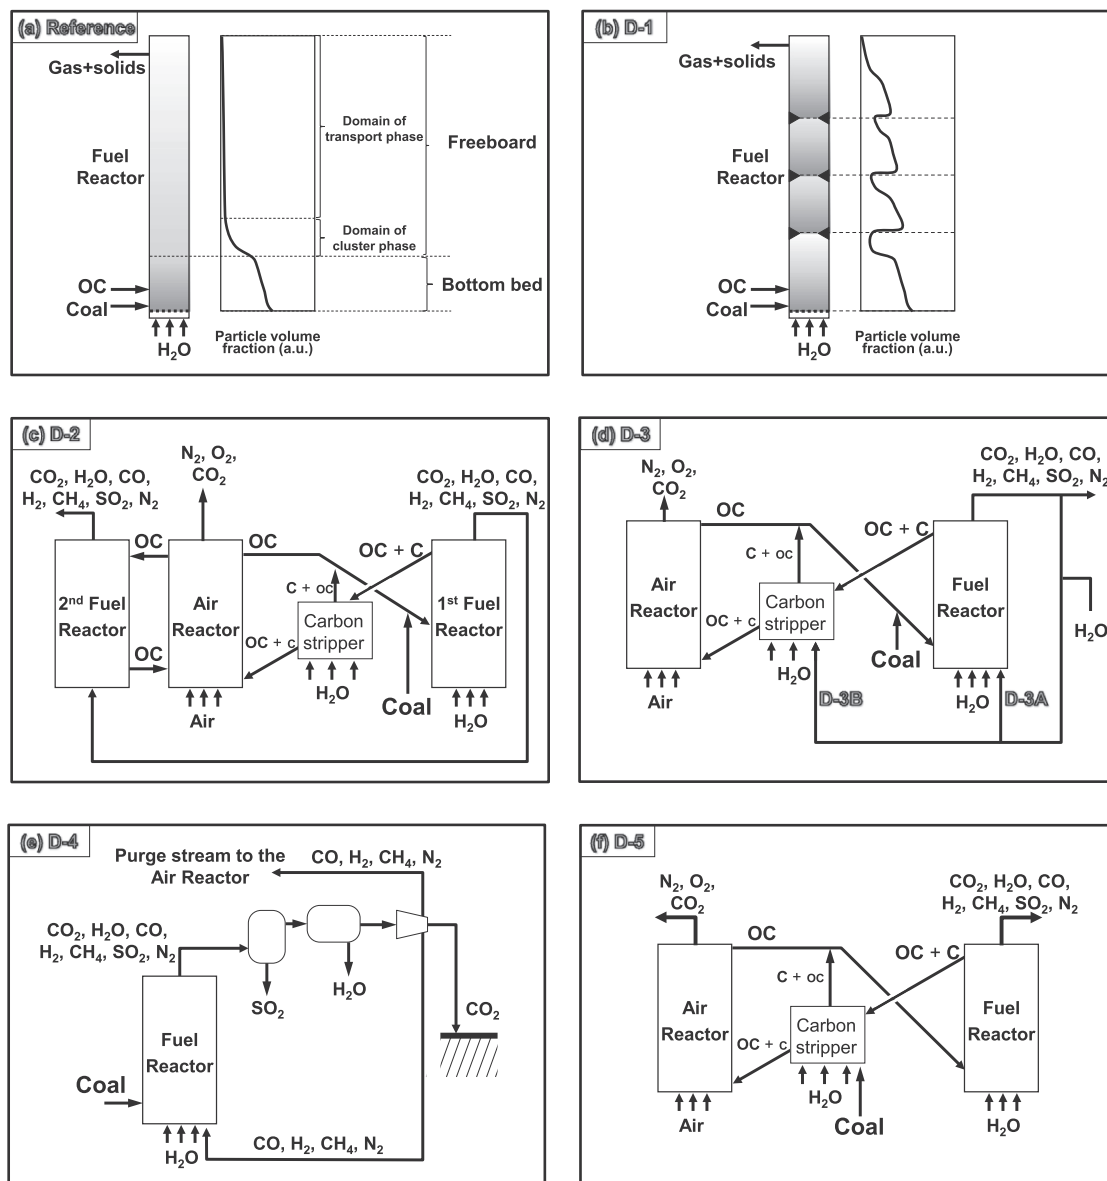 (a) Reference
Gas+solids
Fuel
Reactor
OC
Coal
H2O
Domain of
transport phase
Domain of
cluster phase
Freeboard
Bottom bed
Particle volume
fraction (a.u.)
(b) D-1
Gas+solids
Fuel
Reactor
OC
Coal
H2O
Particle volume
fraction (a.u.)
(c) D-2
CO2, H2O, CO,
H2, CH4, SO2, N2
N2, O2,
CO2
CO2, H2O, CO,
H2, CH4, SO2, N2
OC
OC
OC + C
2nd Fuel
Reactor
Air
Reactor
C + oc
Carbon
stripper
1st Fuel
Reactor
OC
OC + c
H2O
Coal
Air
H2O
(d) D-3
N2, O2,
CO2
CO2, H2O, CO,
H2, CH4, SO2, N2
OC
OC + C
Air
Reactor
C + oc
Carbon
stripper
Fuel
Reactor
OC + c
H2O
Coal
H2O
Air
D-3B
H2O
D-3A
(e) D-4
Purge stream to the
Air Reactor
CO, H2, CH4, N2
CO2, H2O, CO,
H2, CH4, SO2, N2
SO2
H2O
CO2
Fuel
Reactor
Coal
H2O
CO, H2, CH4, N2
(f) D-5
N2, O2,
CO2
CO2, H2O, CO,
H2, CH4, SO2, N2
OC
OC + C
C + oc
Air
Reactor
Carbon
stripper
Fuel
Reactor
OC + c
H2O
Coal
Air
H2O